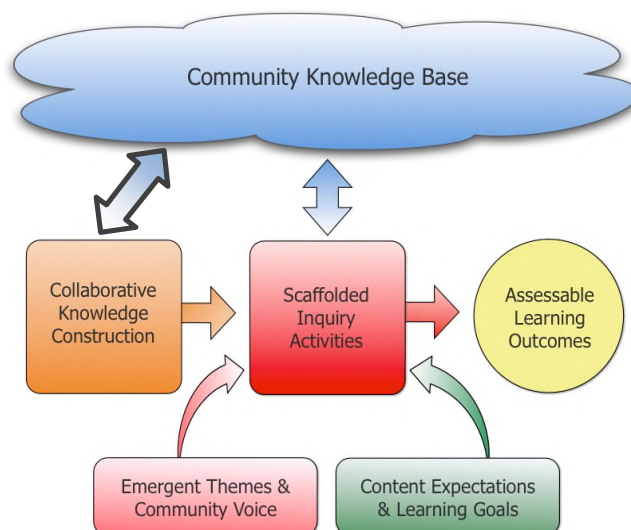 Community Knowledge Base
Collaborative
Knowledge
Construction
Scaffolded
Inquiry
Activities
Assessable
Learning
Outcomes
Emergent Themes &
Community Voice
Content Expectations
& Learning Goals